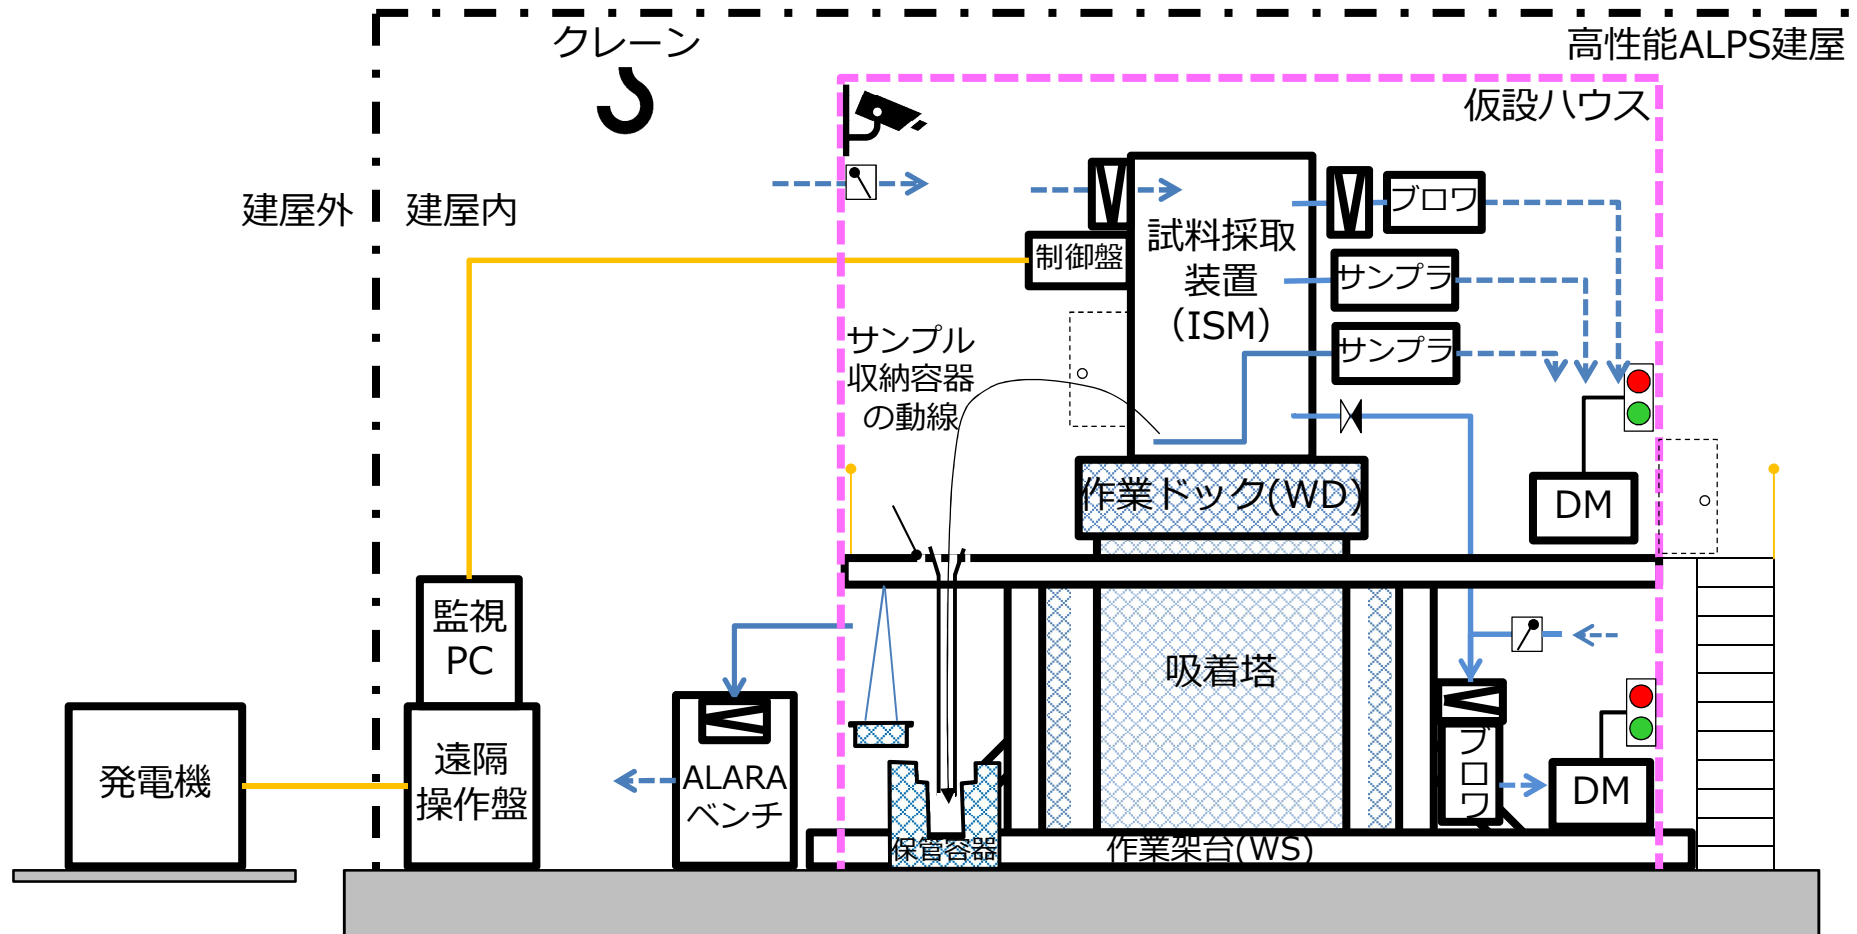 クレーン
高性能ALPS建屋
仮設ハウス
建屋外
建屋内
ブロワ
試料採取
装置
（ISM）
制御盤
サンプラ
サンプラ
サンプル
収納容器
の動線
作業ドック(WD)
DM
監視
PC
吸着塔
発電機
遠隔
操作盤
ALARA
ベンチ
ブロワ
DM
保管容器
作業架台(WS)